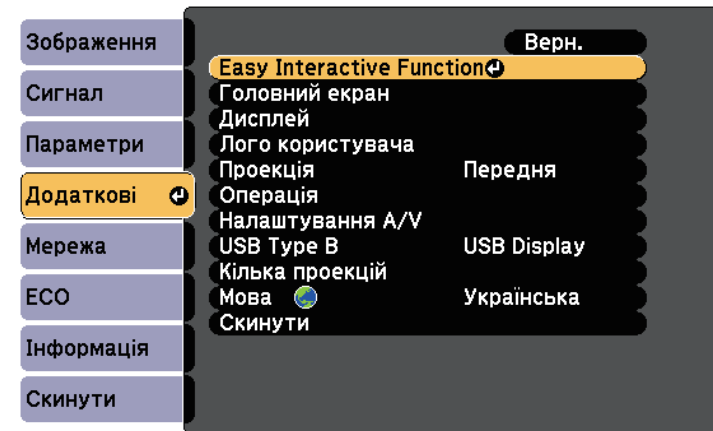 Зображення
Сигнал
Параметри
Додаткові
Мережа
ECO
Інформація
Скинути
Верн.
Easy Interactive Function
Головний екран
Дисплей
Лого користувача
Проекція Передня
Операція
Налаштування A/V
USB Type B USB Display
Кілька проекцій
Мова Українська
Скинути